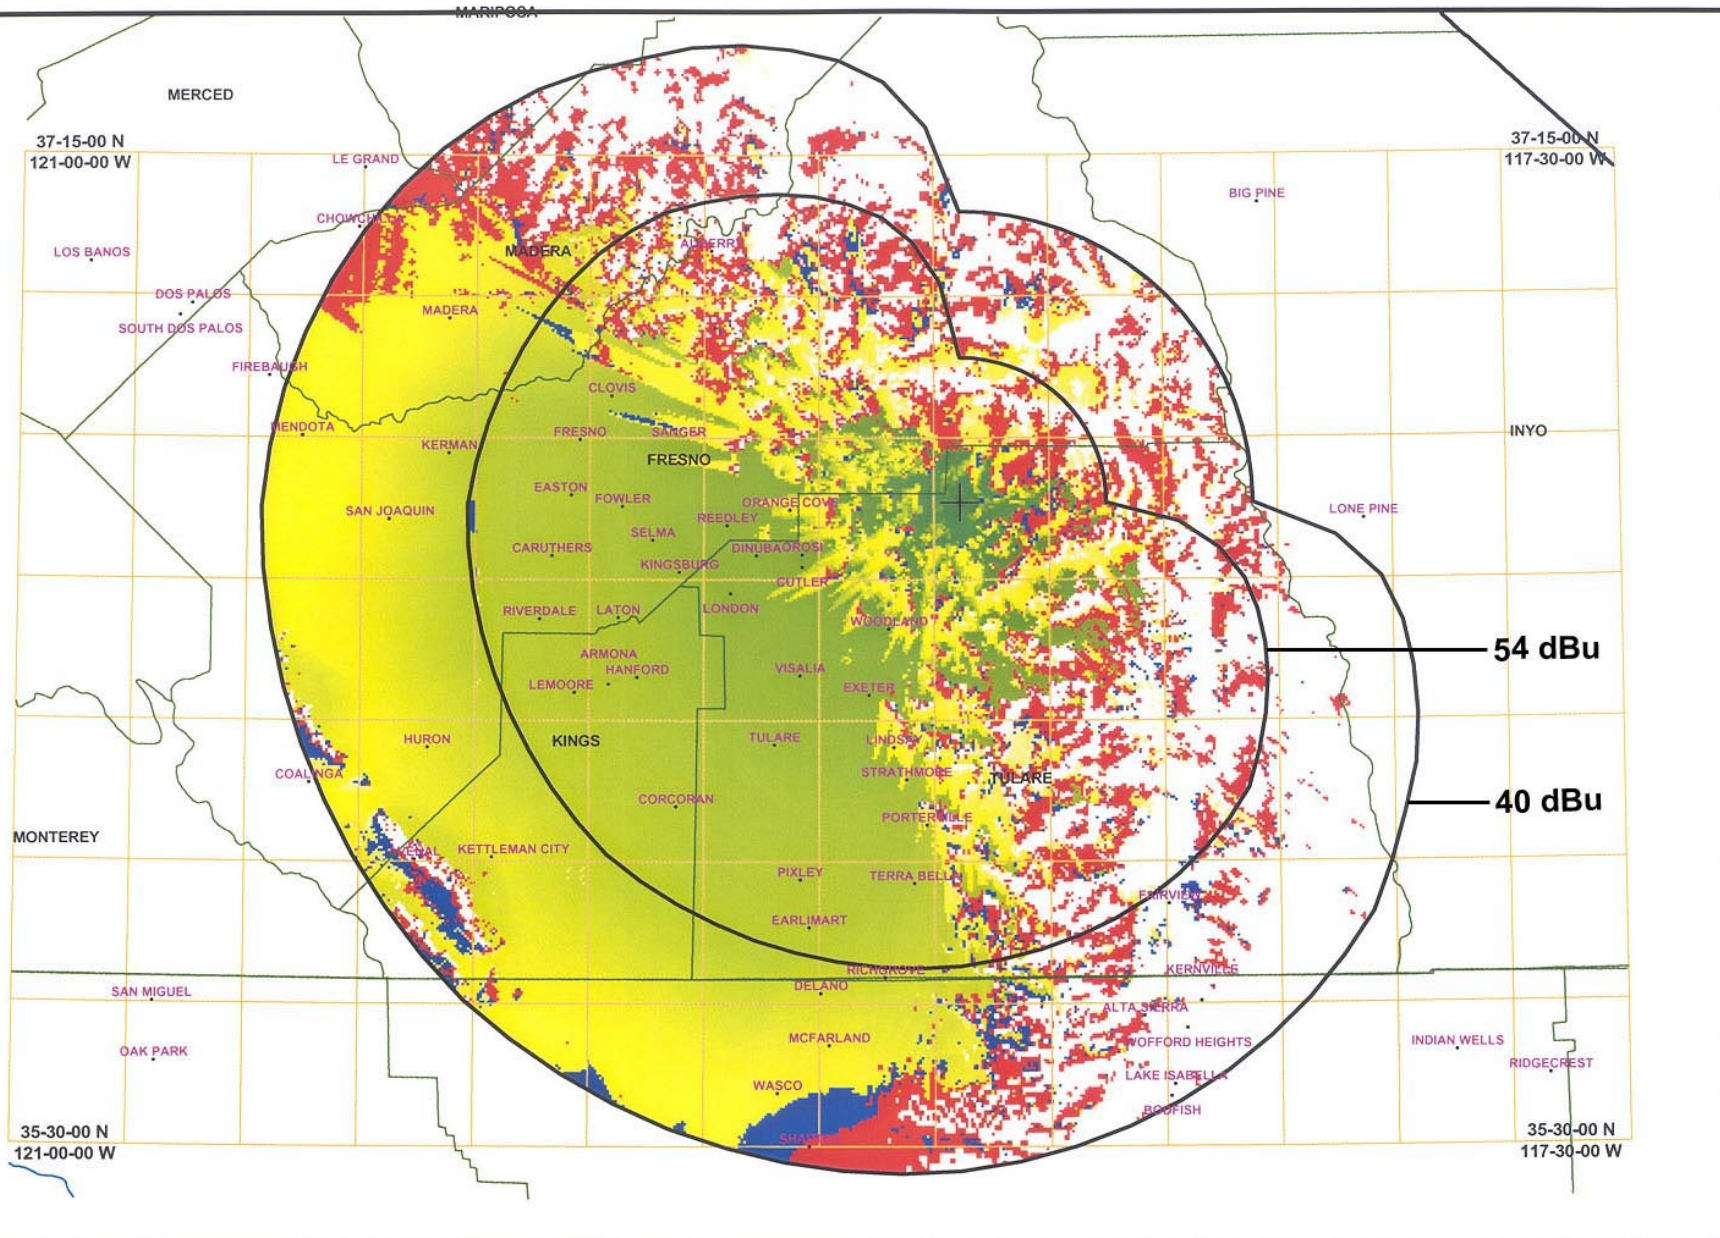 MARIPOSA
MERCED
37-15-00 N
121-00-00 W
37-15-00 N
117-30-00 W
LE GRAND
BIG PINE
CHOWCHILLA
LOS BANOS
MADERA
AUBERRY
DOS PALOS
MADERA
SOUTH DOS PALOS
FIREBAUGH
CLOVIS
MENDOTA
FRESNO
SANGER
INYO
KERMAN
FRESNO
EASTON
FOWLER
ORANGE COVE
SAN JOAQUIN
REEDLEY
LONE PINE
SELMA
CARUTHERS
DINUBA
OROSI
KINGSBURG
CUTLER
RIVERDALE
LATON
LONDON
WOODLAND
54 dBu
ARMONA
HANFORD
VISALIA
LEMOORE
EXETER
HURON
KINGS
TULARE
LINDSAY
COALINGA
STRATHMORE
TULARE
CORCORAN
40 dBu
PORTERVILLE
MONTEREY
AVENAL
KETTLEMAN CITY
PIXLEY
TERRA BELLA
FAIRVIEW
EARLIMART
RICHGROVE
KERNVILLE
DELANO
SAN MIGUEL
ALTA SIERRA
MCFARLAND
WOFFORD HEIGHTS
INDIAN WELLS
OAK PARK
RIDGECREST
WASCO
LAKE ISABELLA
BODFISH
35-30-00 N
121-00-00 W
35-30-00 N
117-30-00 W